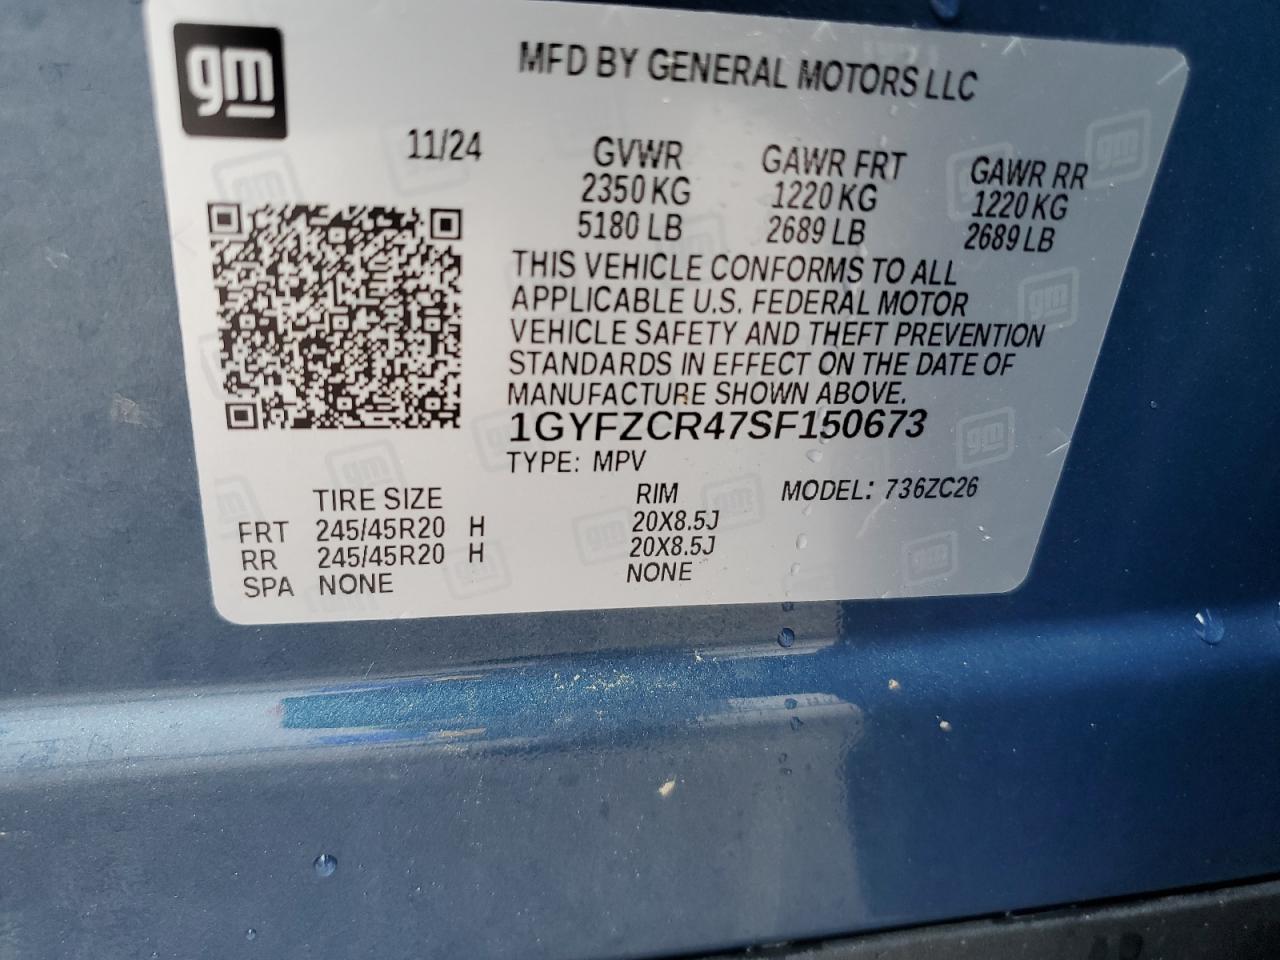 gm
MFD BY GENERAL MOTORS LLC
11/24
GVWR GAWR FRT GAWR RR
2350 KG 1220 KG 1220 KG
5180 LB 2689 LB 2689 LB
THIS VEHICLE CONFORMS TO ALL
APPLICABLE U.S. FEDERAL MOTOR
VEHICLE SAFETY AND THEFT PREVENTION
STANDARDS IN EFFECT ON THE DATE OF
MANUFACTURE SHOWN ABOVE.
1GYFZCR47SF150673
TYPE: MPV
TIRE SIZE RIM MODEL: 736ZC26
FRT 245/45R20 H 20X8.5J
RR 245/45R20 H 20X8.5J
SPA NONE NONE